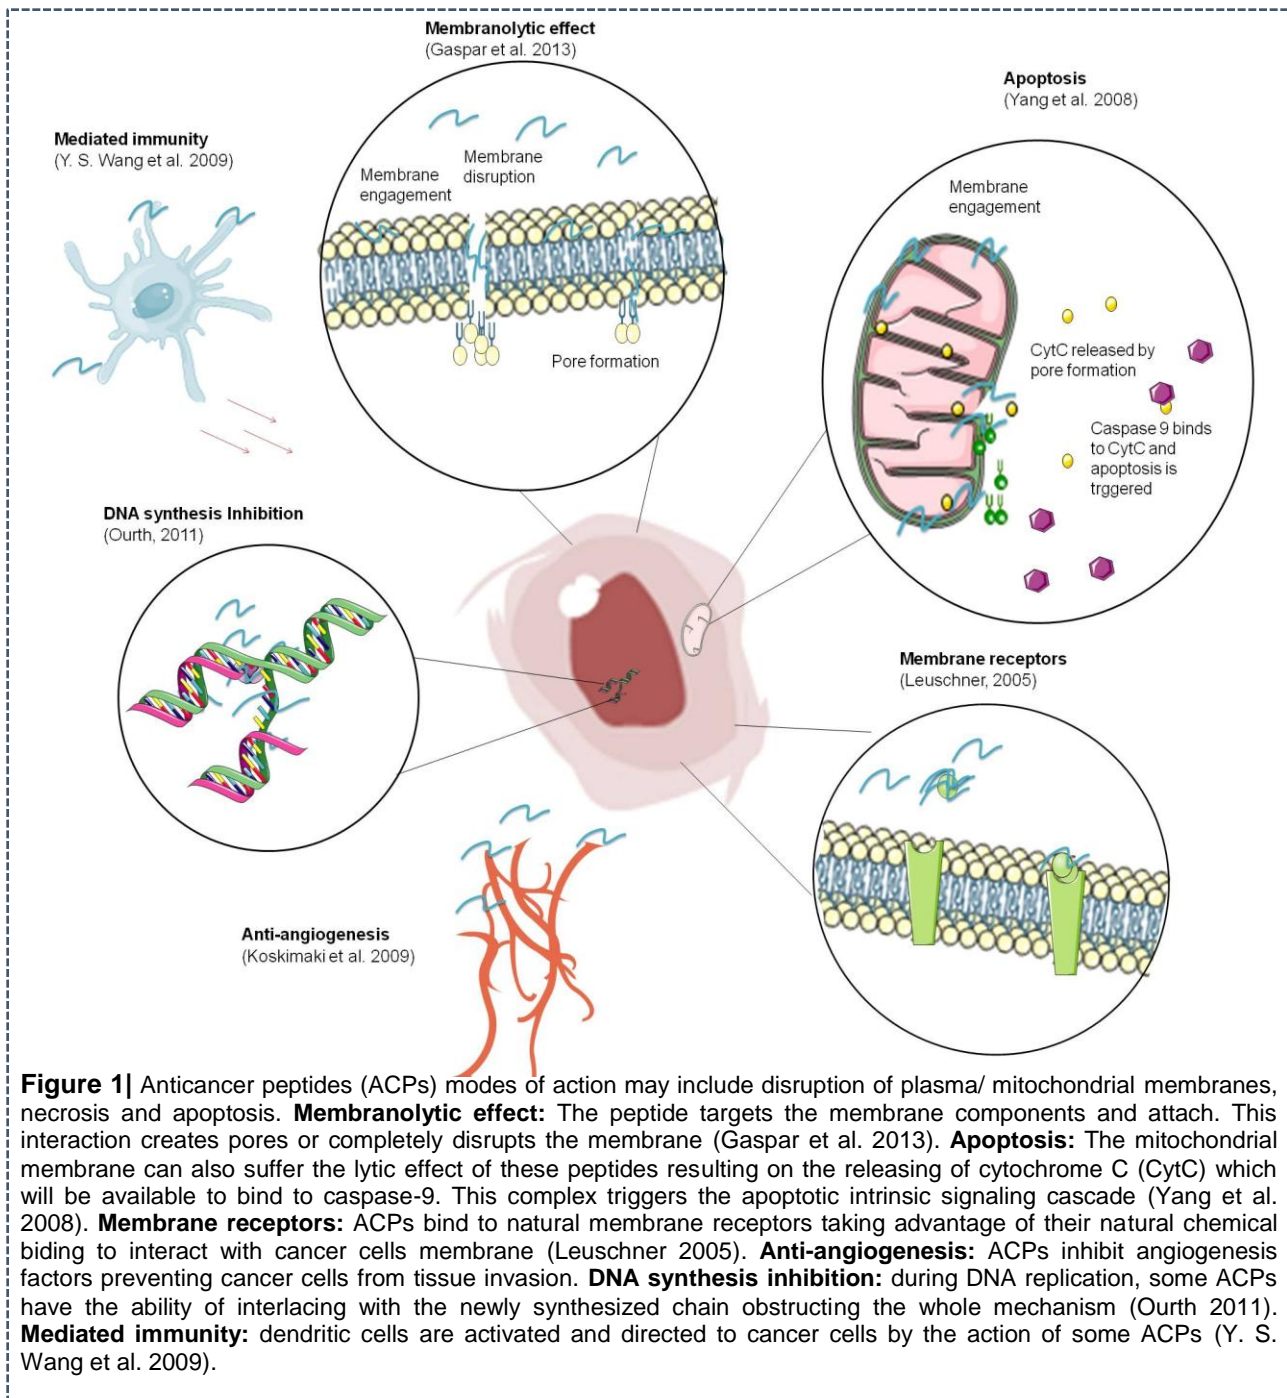 Membranolytic effect
(Gaspar et al. 2013)
Apoptosis
(Yang et al. 2008)
Mediated immunity
(Y. S. Wang et al. 2009)
Membrane
engagement
Membrane
disruption
Pore formation
Membrane
engagement
CytC released by
pore formation
Caspase 9 binds
to CytC and
apoptosis is
trggered
DNA synthesis Inhibition
(Ourth, 2011)
Membrane receptors
(Leuschner, 2005)
Anti-angiogenesis
(Koskimaki et al. 2009)
Figure 1| Anticancer peptides (ACPs) modes of action may include disruption of plasma/ mitochondrial membranes,
necrosis and apoptosis. Membranolytic effect: The peptide targets the membrane components and attach. This
interaction creates pores or completely disrupts the membrane (Gaspar et al. 2013). Apoptosis: The mitochondrial
membrane can also suffer the lytic effect of these peptides resulting on the releasing of cytochrome C (CytC) which
will be available to bind to caspase-9. This complex triggers the apoptotic intrinsic signaling cascade (Yang et al.
2008). Membrane receptors: ACPs bind to natural membrane receptors taking advantage of their natural chemical
biding to interact with cancer cells membrane (Leuschner 2005). Anti-angiogenesis: ACPs inhibit angiogenesis
factors preventing cancer cells from tissue invasion. DNA synthesis inhibition: during DNA replication, some ACPs
have the ability of interlacing with the newly synthesized chain obstructing the whole mechanism (Ourth 2011).
Mediated immunity: dendritic cells are activated and directed to cancer cells by the action of some ACPs (Y. S.
Wang et al. 2009).